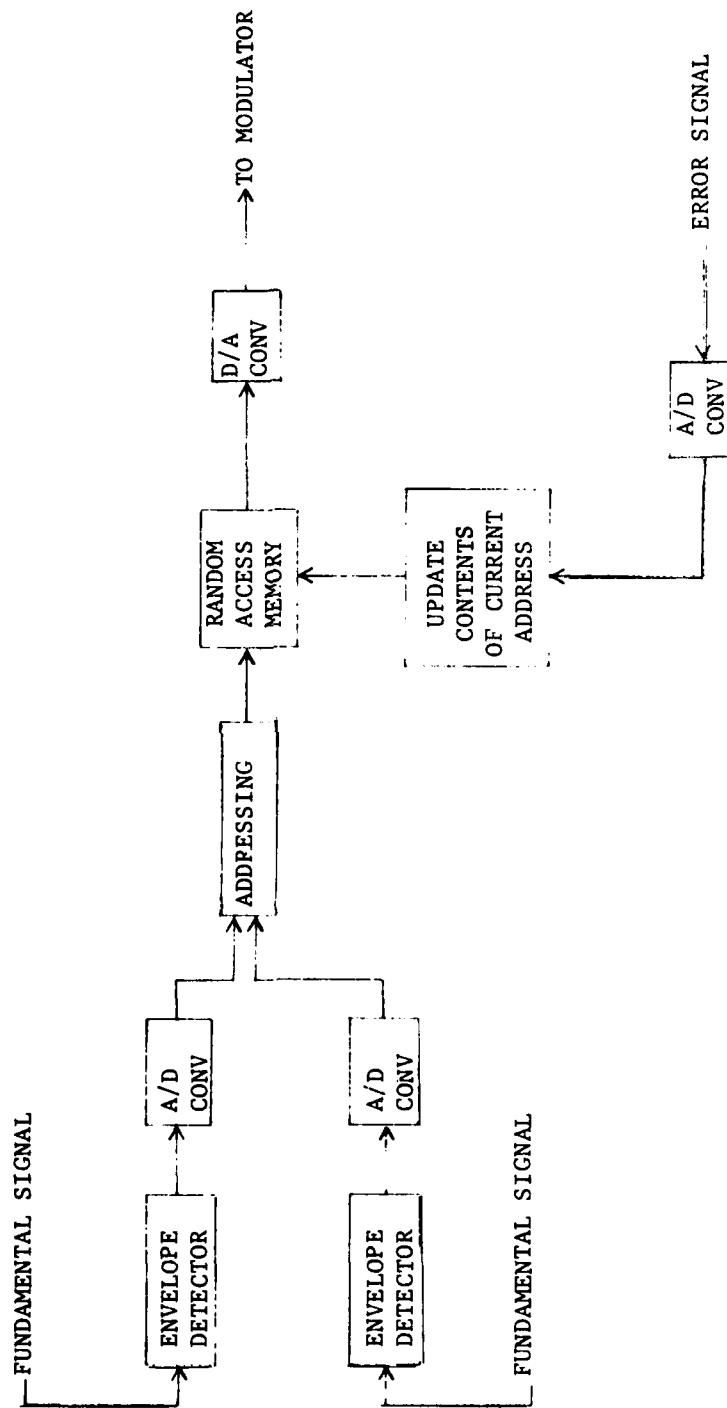 FUNDAMENTAL SIGNAL
ENVELOPE
DETECTOR
A/D
CONV
ADDPESSING
RANDOM
ACCESS
MEMORY
D/A
CONV
TO MODULATOR
ENVELOPE
DETECTOR
A/D
CONV
FUNDAMENTAL SIGNAL
UPDATE
CONTENTS
OF CURRENT
ADDRESS
A/D
CONV
ERROR SIGNAL